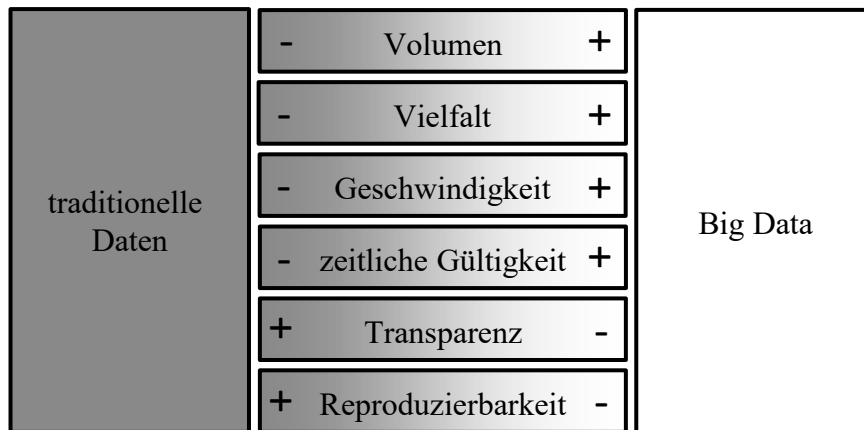 traditionelle
Daten
- Volumen +
- Vielfalt +
- Geschwindigkeit +
- zeitliche Gültigkeit +
+ Transparenz -
+ Reproduzierbarkeit -
Big Data